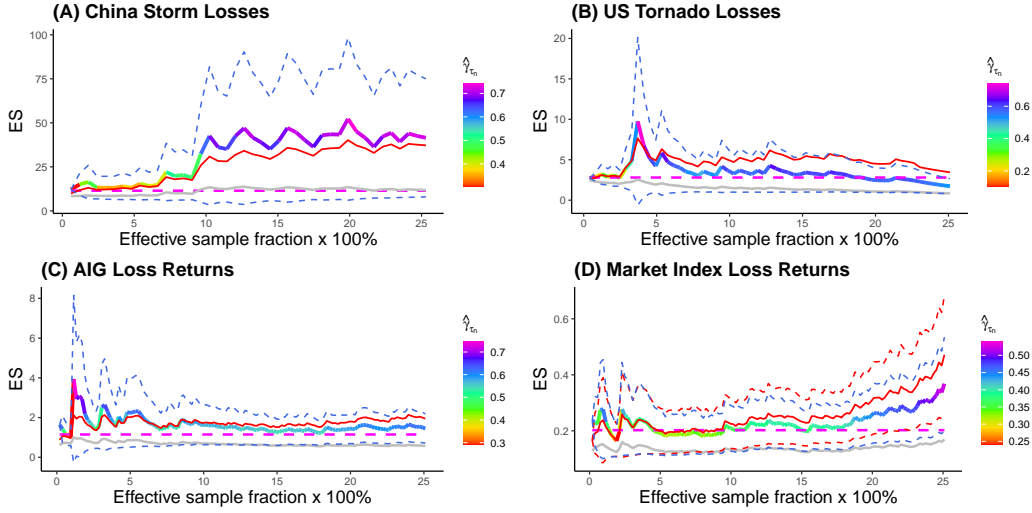 (A) China Storm Losses
(B) US Tornado Losses
100
75
50
25
0
ES
0 5 10 15 20 25
Effective sample fraction x 100%
γ̂τn
0.7
0.6
0.5
0.4
20
15
10
5
0
ES
0 5 10 15 20 25
Effective sample fraction x 100%
γ̂τn
1.0
0.8
0.6
0.4
0.2
(C) AIG Loss Returns
(D) Market Index Loss Returns
8
6
4
2
0
ES
0 5 10 15 20 25
Effective sample fraction x 100%
γ̂τn
0.7
0.6
0.5
0.4
0.3
0.6
0.4
0.2
ES
0 5 10 15 20 25
Effective sample fraction x 100%
γ̂τn
0.50
0.45
0.40
0.35
0.30
0.25